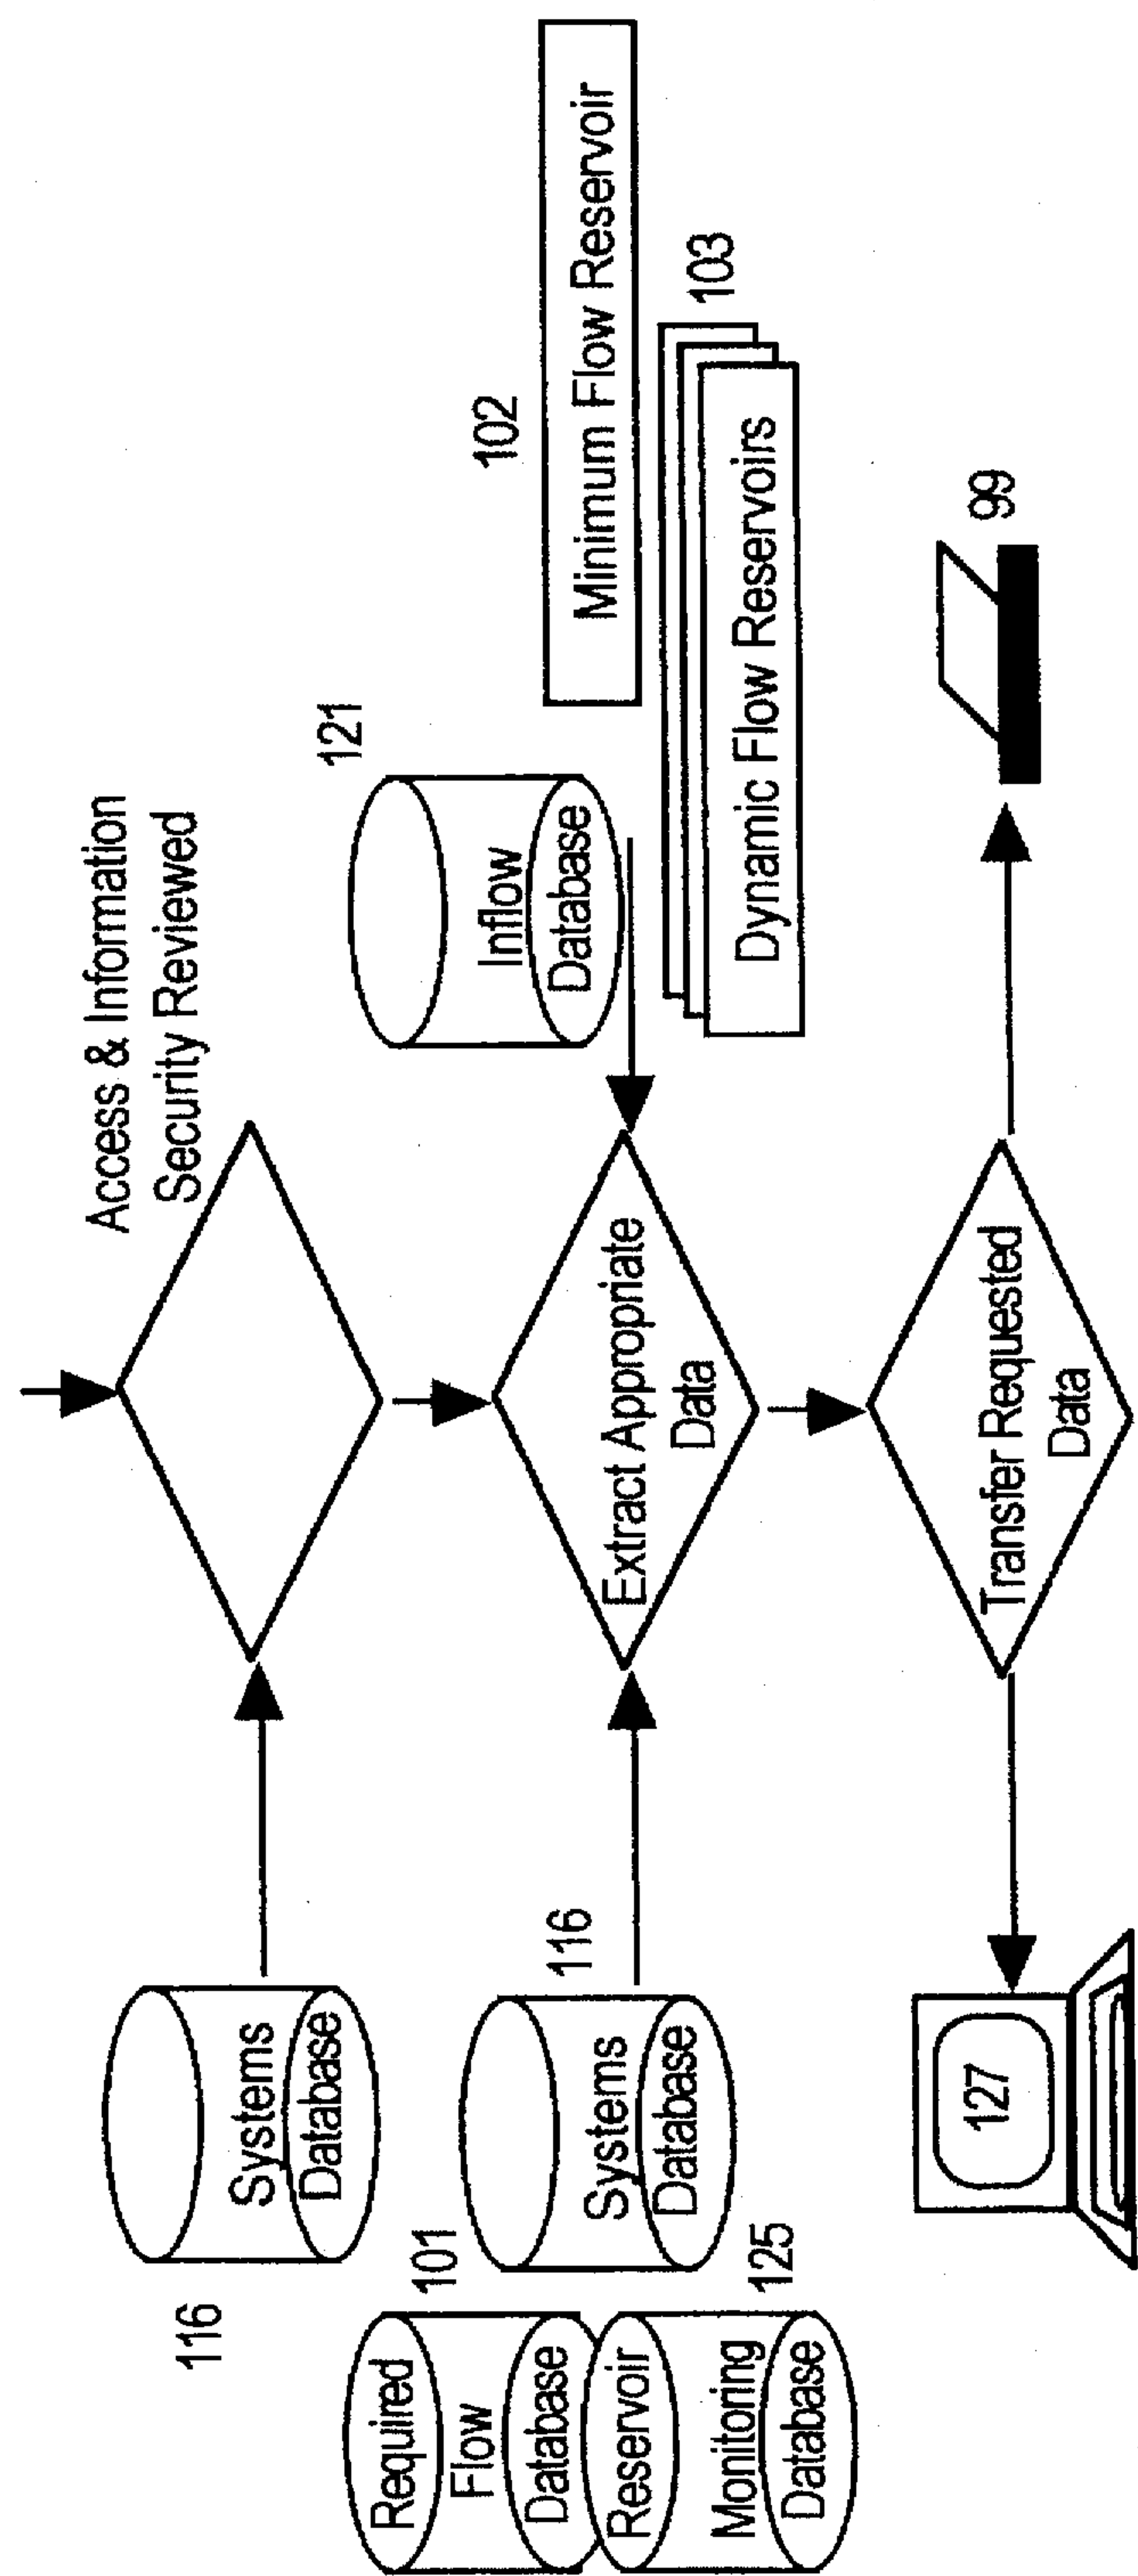 Access & Information
Security Reviewed
116
Systems
Database
121
Inflow
Database
Required
Flow
Database
101
Systems
Database
116
Extract Appropriate
Data
102
Minimum Flow Reservoir
Reservoir
Monitoring
Database
125
103
Dynamic Flow Reservoirs
127
Transfer Requested
Data
99